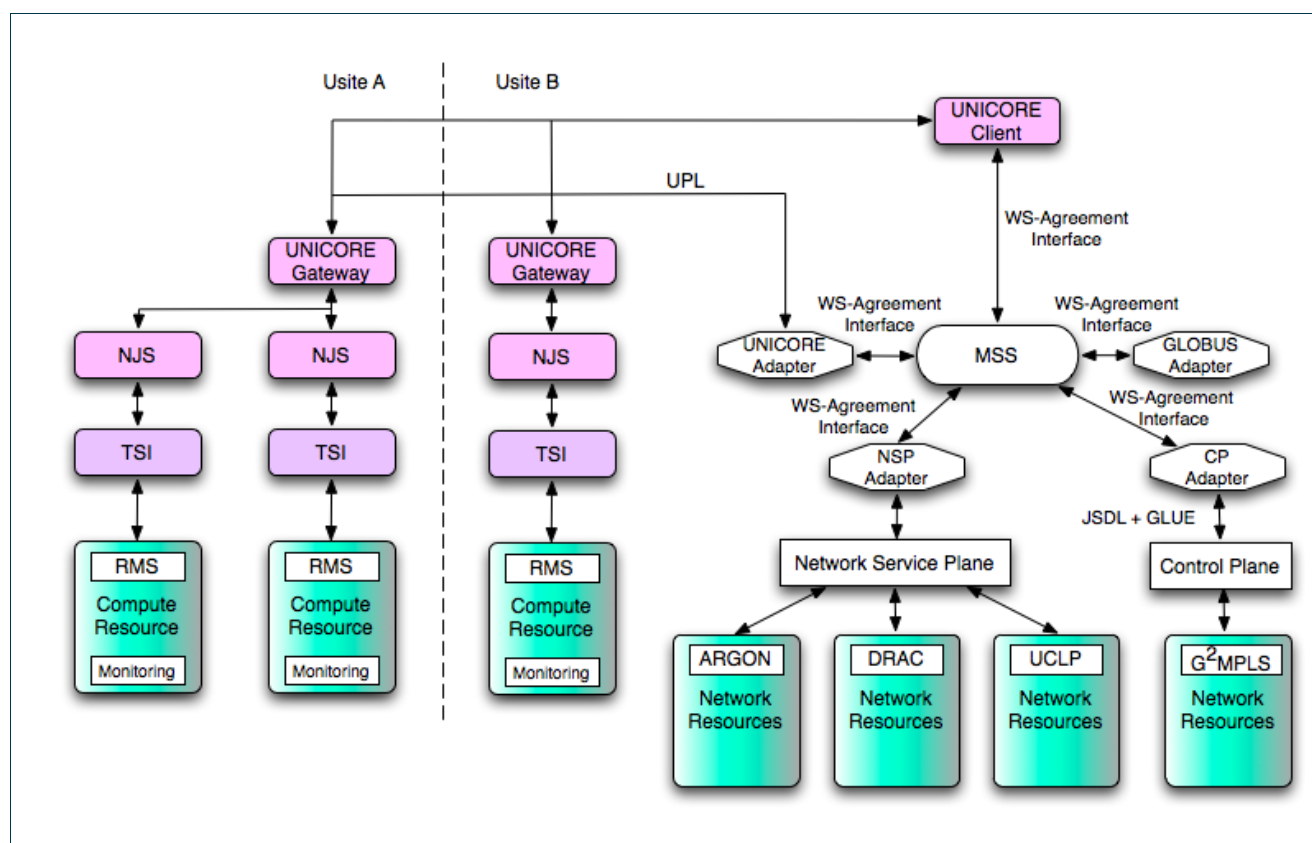 Usite A
Usite B
UNICORE
Client
UPL
WS-Agreement
Interface
UNICORE
Gateway
UNICORE
Gateway
WS-Agreement
Interface
WS-Agreement
Interface
NJS
NJS
NJS
UNICORE
Adapter
MSS
GLOBUS
Adapter
WS-Agreement
Interface
WS-Agreement
Interface
TSI
TSI
TSI
NSP
Adapter
CP
Adapter
JSDL + GLUE
RMS
Compute
Resource
Monitoring
RMS
Compute
Resource
Monitoring
RMS
Compute
Resource
Monitoring
Network Service Plane
Control Plane
ARGON
Network
Resources
DRAC
Network
Resources
UCLP
Network
Resources
G²MPLS
Network
Resources